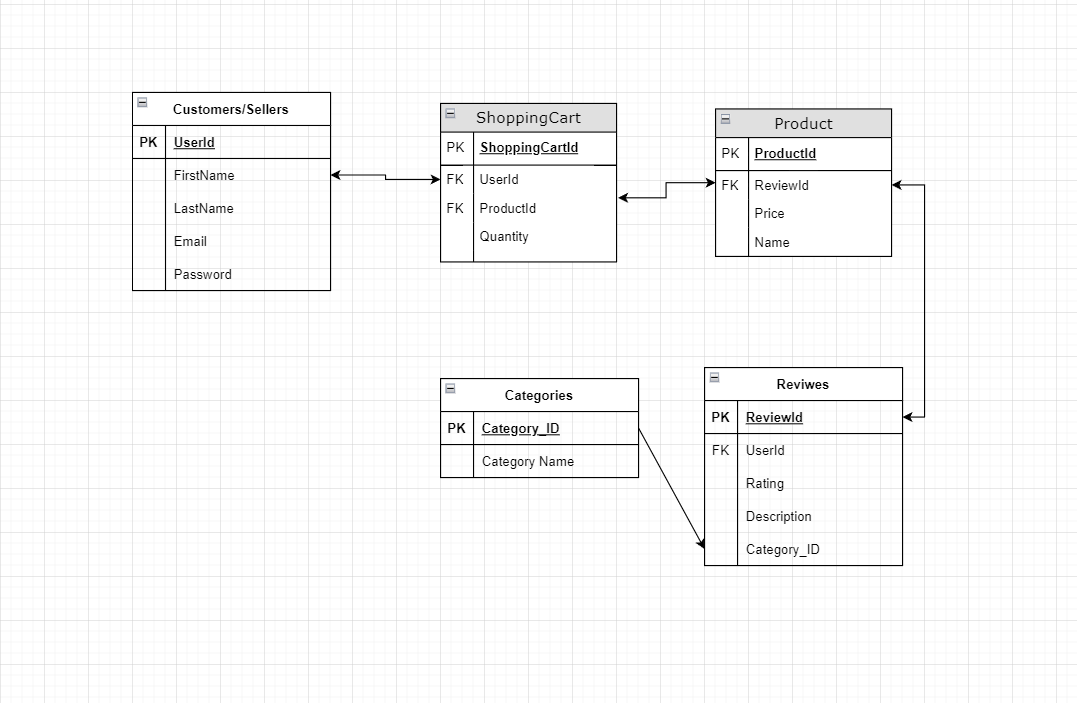 Customers/Sellers
PK UserId
FirstName
LastName
Email
Password
ShoppingCart
PK ShoppingCartId
FK UserId
FK ProductId
Quantity
Product
PK ProductId
FK ReviewId
Price
Name
Categories
PK Category_ID
Category Name
Reviwes
PK ReviewId
FK UserId
Rating
Description
Category_ID